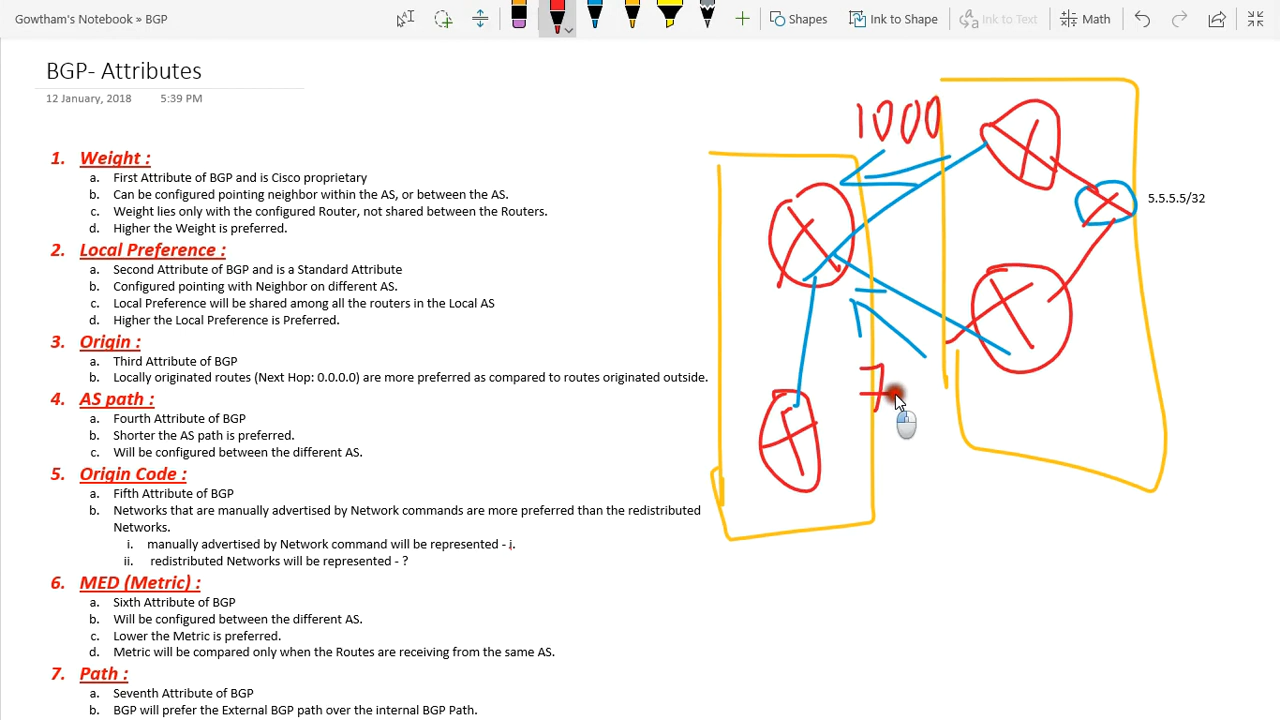 Gowtham's Notebook » BGP
Shapes
Ink to Shape
Ink to Text
Math
BGP- Attributes
12 January, 2018 5:39 PM
1. Weight :
a. First Attribute of BGP and is Cisco proprietary
b. Can be configured pointing neighbor within the AS, or between the AS.
c. Weight lies only with the configured Router, not shared between the Routers.
d. Higher the Weight is preferred.
2. Local Preference :
a. Second Attribute of BGP and is a Standard Attribute
b. Configured pointing with Neighbor on different AS.
c. Local Preference will be shared among all the routers in the Local AS
d. Higher the Local Preference is Preferred.
3. Origin :
a. Third Attribute of BGP
b. Locally originated routes (Next Hop: 0.0.0.0) are more preferred as compared to routes originated outside.
4. AS path :
a. Fourth Attribute of BGP
b. Shorter the AS path is preferred.
c. Will be configured between the different AS.
5. Origin Code :
a. Fifth Attribute of BGP
b. Networks that are manually advertised by Network commands are more preferred than the redistributed
Networks.
i. manually advertised by Network command will be represented - i.
ii. redistributed Networks will be represented - ?
6. MED (Metric) :
a. Sixth Attribute of BGP
b. Will be configured between the different AS.
c. Lower the Metric is preferred.
d. Metric will be compared only when the Routes are receiving from the same AS.
7. Path :
a. Seventh Attribute of BGP
b. BGP will prefer the External BGP path over the internal BGP Path.
1000
5.5.5.5/32
7